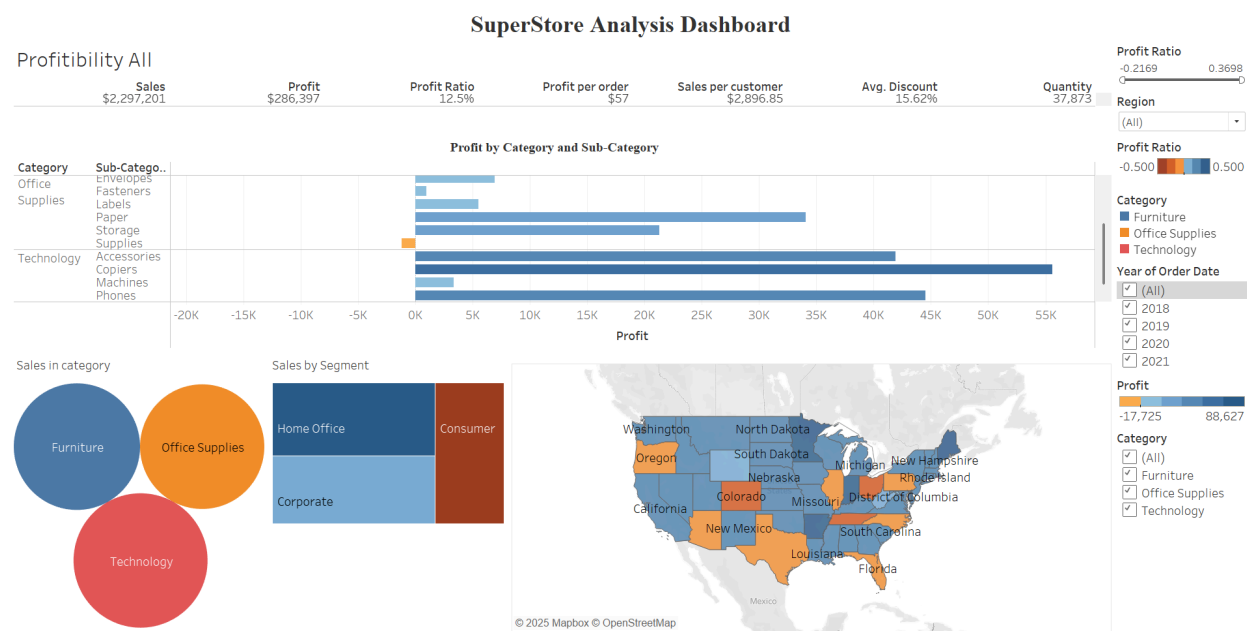 SuperStore Analysis Dashboard
Profitibility All
Sales Profit Profit Ratio Profit per order Sales per customer Avg. Discount Quantity
$2,297,201 $286,397 12.5% $57 $2,896.85 15.62% 37,873
Profit by Category and Sub-Category
Category Sub-Catego..
Office Supplies
Envelopes
Fasteners
Labels
Paper
Storage
Supplies
Technology
Accessories
Copiers
Machines
Phones
-20K -15K -10K -5K 0K 5K 10K 15K 20K 25K 30K 35K 40K 45K 50K 55K
Profit
Sales in category
Furniture
Office Supplies
Technology
Sales by Segment
Home Office
Consumer
Corporate
Washington
North Dakota
Oregon
South Dakota
Michigan
New Hampshire
Nebraska
Rhode Island
Colorado
Missouri
District of Columbia
California
New Mexico
South Carolina
Louisiana
Florida
Mexico
© 2025 Mapbox © OpenStreetMap
Profit Ratio
-0.2169 0.3698
Region
(All)
Profit Ratio
-0.500 0.500
Category
Furniture
Office Supplies
Technology
Year of Order Date
(All)
2018
2019
2020
2021
Profit
-17,725 88,627
Category
(All)
Furniture
Office Supplies
Technology